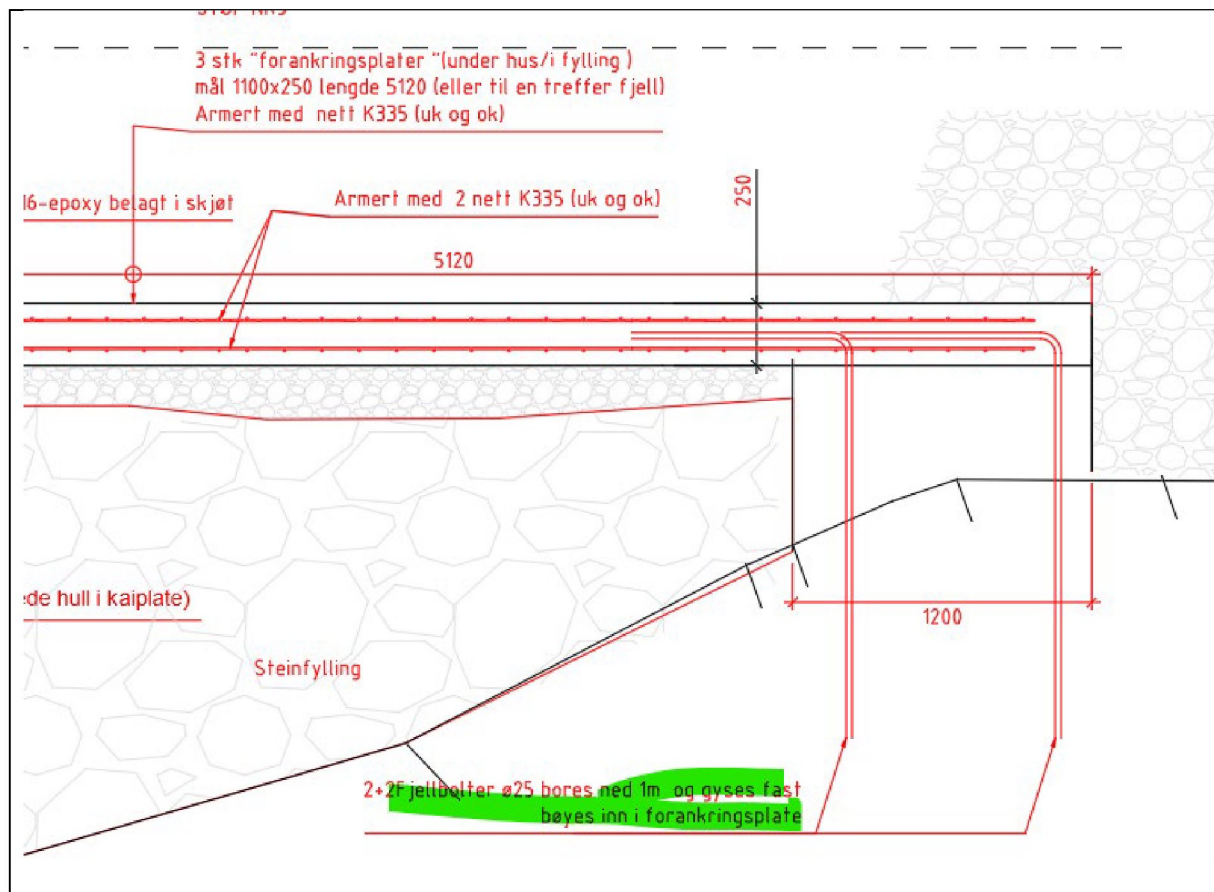 3 stk "forankringsplater "(under hus/i fylling )
mål 1100x250 lengde 5120 (eller til en treffer fjell)
Armert med  nett K335 (uk og ok)
16-epoxy belagt i skjøt
Armert med  2 nett K335 (uk og ok)
250
5120
ede hull i kaiplate)
1200
Steinfylling
2+2Fjellbolter ø25 bores ned 1m  og gyses fast
bøyes inn i forankringsplate